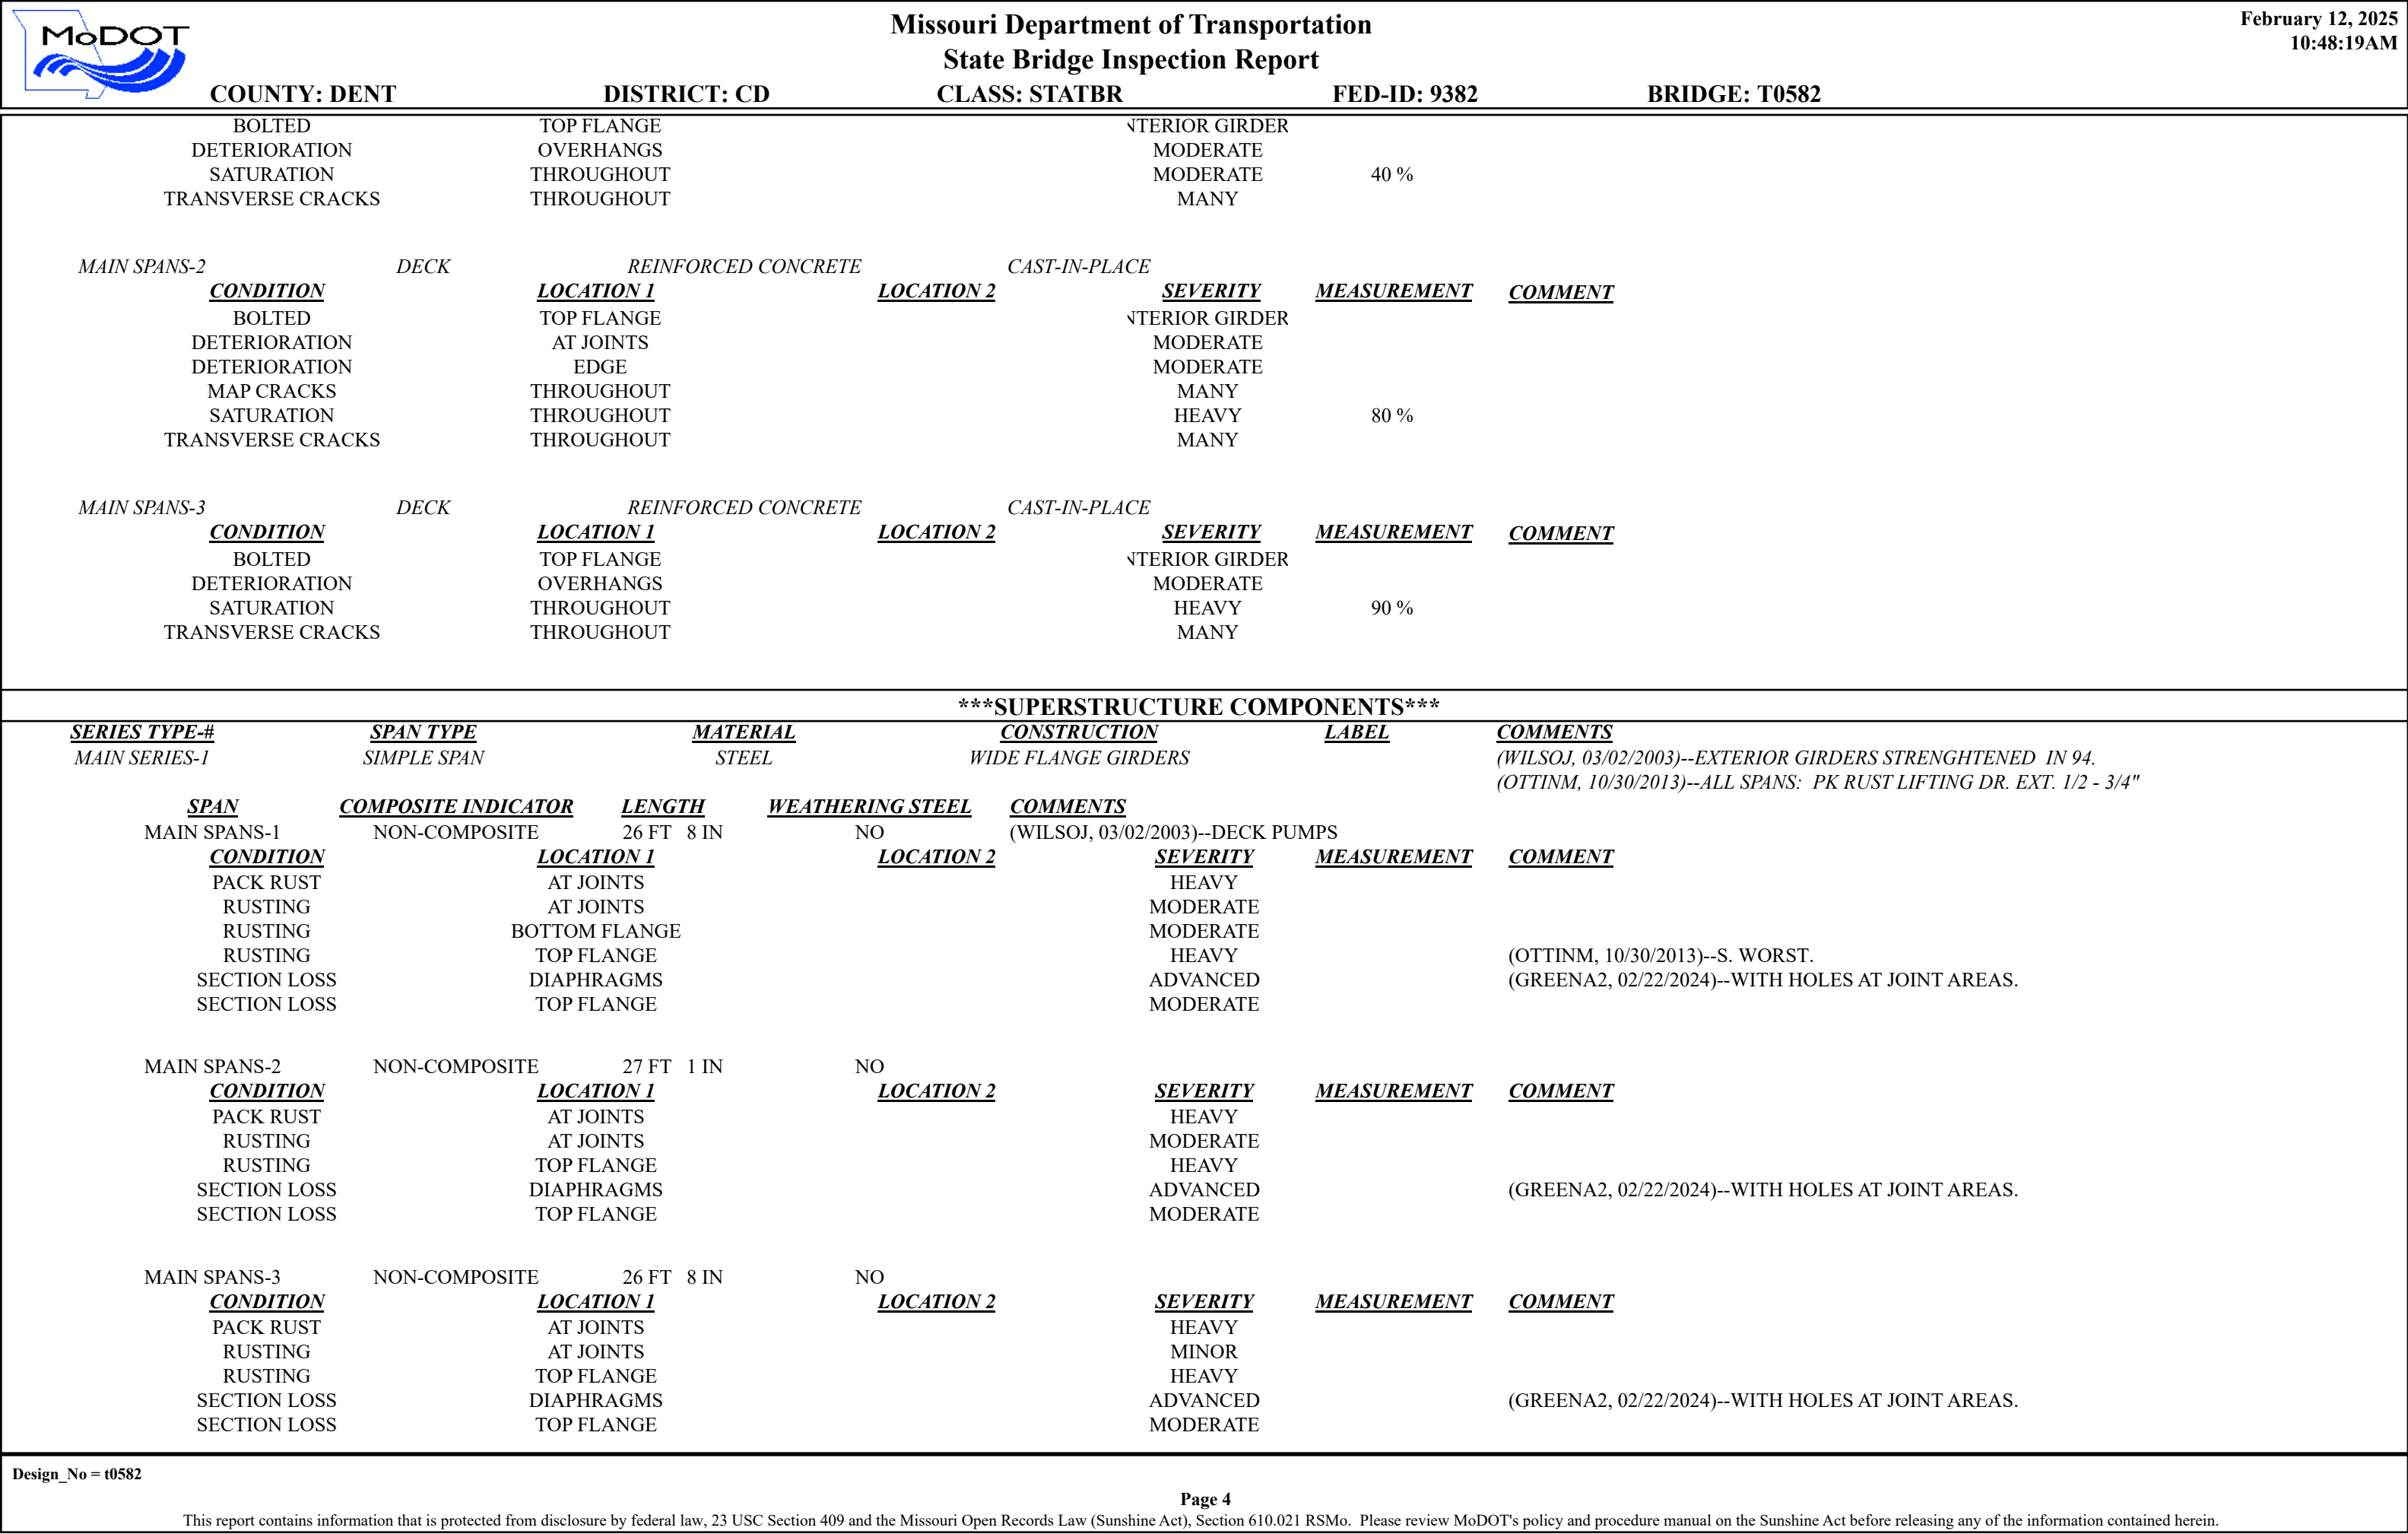 MoDOT
Missouri Department of Transportation
State Bridge Inspection Report
February 12, 2025
10:48:19AM
COUNTY: DENT DISTRICT: CD CLASS: STATBR FED-ID: 9382 BRIDGE: T0582
BOLTED TOP FLANGE NTERIOR GIRDER
DETERIORATION OVERHANGS MODERATE
SATURATION THROUGHOUT MODERATE 40 %
TRANSVERSE CRACKS THROUGHOUT MANY
MAIN SPANS-2 DECK REINFORCED CONCRETE CAST-IN-PLACE
CONDITION LOCATION 1 LOCATION 2 SEVERITY MEASUREMENT COMMENT
BOLTED TOP FLANGE NTERIOR GIRDER
DETERIORATION AT JOINTS MODERATE
DETERIORATION EDGE MODERATE
MAP CRACKS THROUGHOUT MANY
SATURATION THROUGHOUT HEAVY 80 %
TRANSVERSE CRACKS THROUGHOUT MANY
MAIN SPANS-3 DECK REINFORCED CONCRETE CAST-IN-PLACE
CONDITION LOCATION 1 LOCATION 2 SEVERITY MEASUREMENT COMMENT
BOLTED TOP FLANGE NTERIOR GIRDER
DETERIORATION OVERHANGS MODERATE
SATURATION THROUGHOUT HEAVY 90 %
TRANSVERSE CRACKS THROUGHOUT MANY
***SUPERSTRUCTURE COMPONENTS***
SERIES TYPE-# SPAN TYPE MATERIAL CONSTRUCTION LABEL COMMENTS
MAIN SERIES-1 SIMPLE SPAN STEEL WIDE FLANGE GIRDERS (WILSOJ, 03/02/2003)--EXTERIOR GIRDERS STRENGHTENED IN 94.
(OTTINM, 10/30/2013)--ALL SPANS: PK RUST LIFTING DR. EXT. 1/2 - 3/4"
SPAN COMPOSITE INDICATOR LENGTH WEATHERING STEEL COMMENTS
MAIN SPANS-1 NON-COMPOSITE 26 FT 8 IN NO (WILSOJ, 03/02/2003)--DECK PUMPS
CONDITION LOCATION 1 LOCATION 2 SEVERITY MEASUREMENT COMMENT
PACK RUST AT JOINTS HEAVY
RUSTING AT JOINTS MODERATE
RUSTING BOTTOM FLANGE MODERATE
RUSTING TOP FLANGE HEAVY (OTTINM, 10/30/2013)--S. WORST.
SECTION LOSS DIAPHRAGMS ADVANCED (GREENA2, 02/22/2024)--WITH HOLES AT JOINT AREAS.
SECTION LOSS TOP FLANGE MODERATE
MAIN SPANS-2 NON-COMPOSITE 27 FT 1 IN NO
CONDITION LOCATION 1 LOCATION 2 SEVERITY MEASUREMENT COMMENT
PACK RUST AT JOINTS HEAVY
RUSTING AT JOINTS MODERATE
RUSTING TOP FLANGE HEAVY
SECTION LOSS DIAPHRAGMS ADVANCED (GREENA2, 02/22/2024)--WITH HOLES AT JOINT AREAS.
SECTION LOSS TOP FLANGE MODERATE
MAIN SPANS-3 NON-COMPOSITE 26 FT 8 IN NO
CONDITION LOCATION 1 LOCATION 2 SEVERITY MEASUREMENT COMMENT
PACK RUST AT JOINTS HEAVY
RUSTING AT JOINTS MINOR
RUSTING TOP FLANGE HEAVY
SECTION LOSS DIAPHRAGMS ADVANCED (GREENA2, 02/22/2024)--WITH HOLES AT JOINT AREAS.
SECTION LOSS TOP FLANGE MODERATE
Design_No = t0582
Page 4
This report contains information that is protected from disclosure by federal law, 23 USC Section 409 and the Missouri Open Records Law (Sunshine Act), Section 610.021 RSMo. Please review MoDOT's policy and procedure manual on the Sunshine Act before releasing any of the information contained herein.